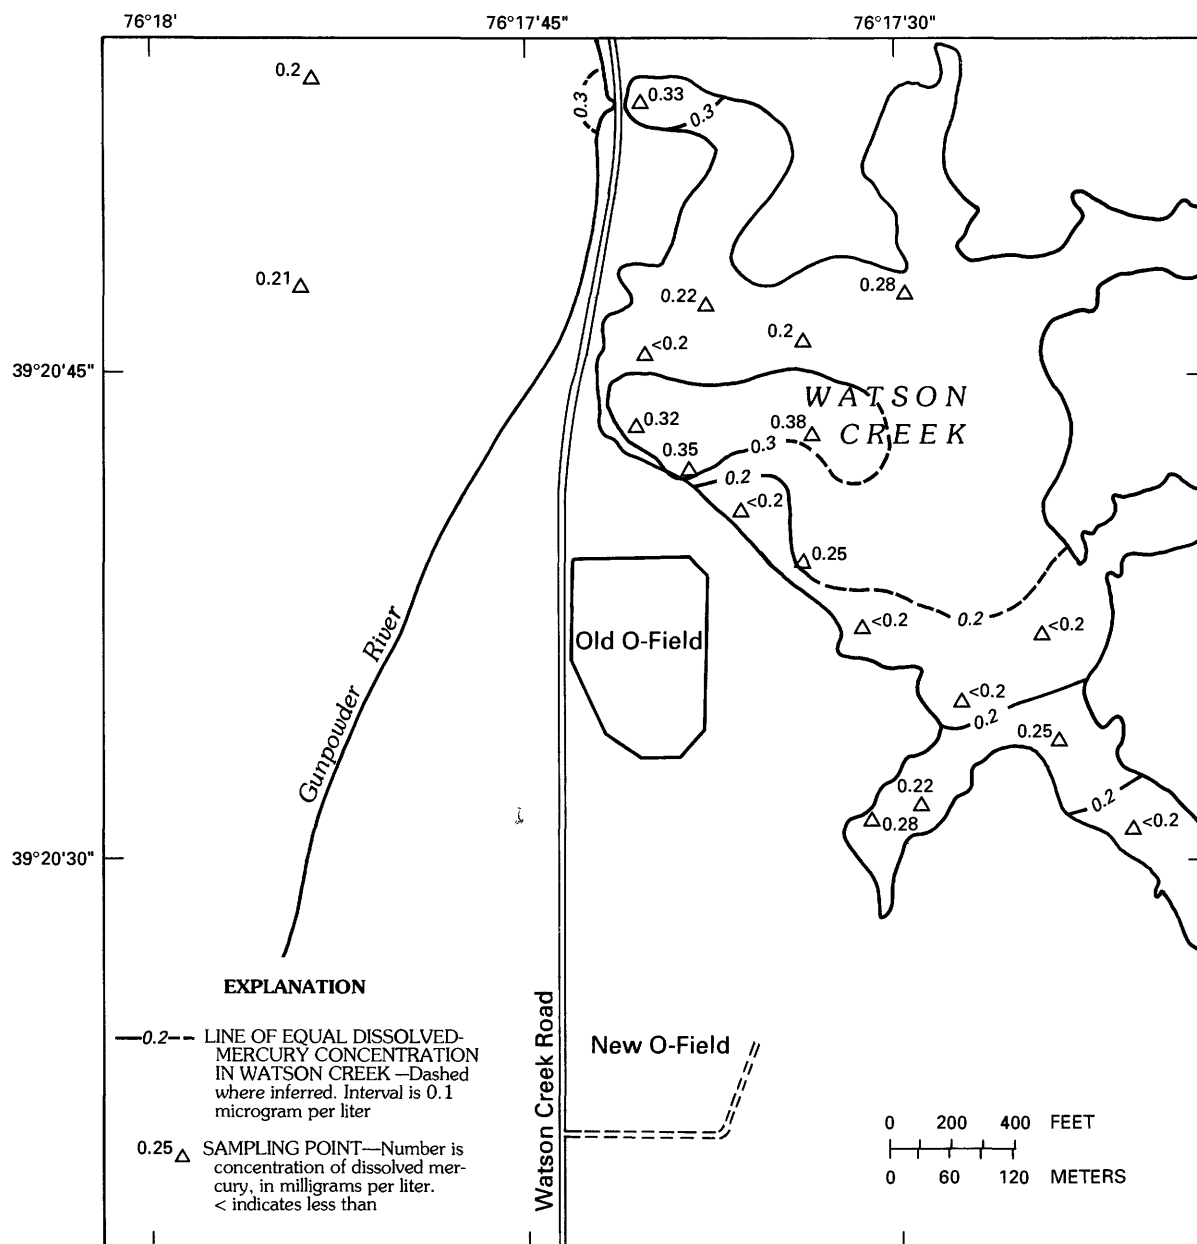 76°18'
76°17'45"
76°17'30"
0.2
0.3
0.33
0.3
0.21
0.28
0.22
0.2
<0.2
39°20'45"
WATSON
CREEK
0.32
0.38
0.3
0.35
0.2
<0.2
0.25
0.2
<0.2
<0.2
Old O-Field
Gunpowder River
<0.2
0.2
0.25
0.22
0.28
0.2
<0.2
39°20'30"
EXPLANATION
0.2
LINE OF EQUAL DISSOLVED-
MERCURY CONCENTRATION
IN WATSON CREEK—Dashed
where inferred. Interval is 0.1
microgram per liter
0.25
SAMPLING POINT—Number is
concentration of dissolved mer-
cury, in milligrams per liter.
< indicates less than
Watson Creek Road
New O-Field
0 200 400 FEET
0 60 120 METERS